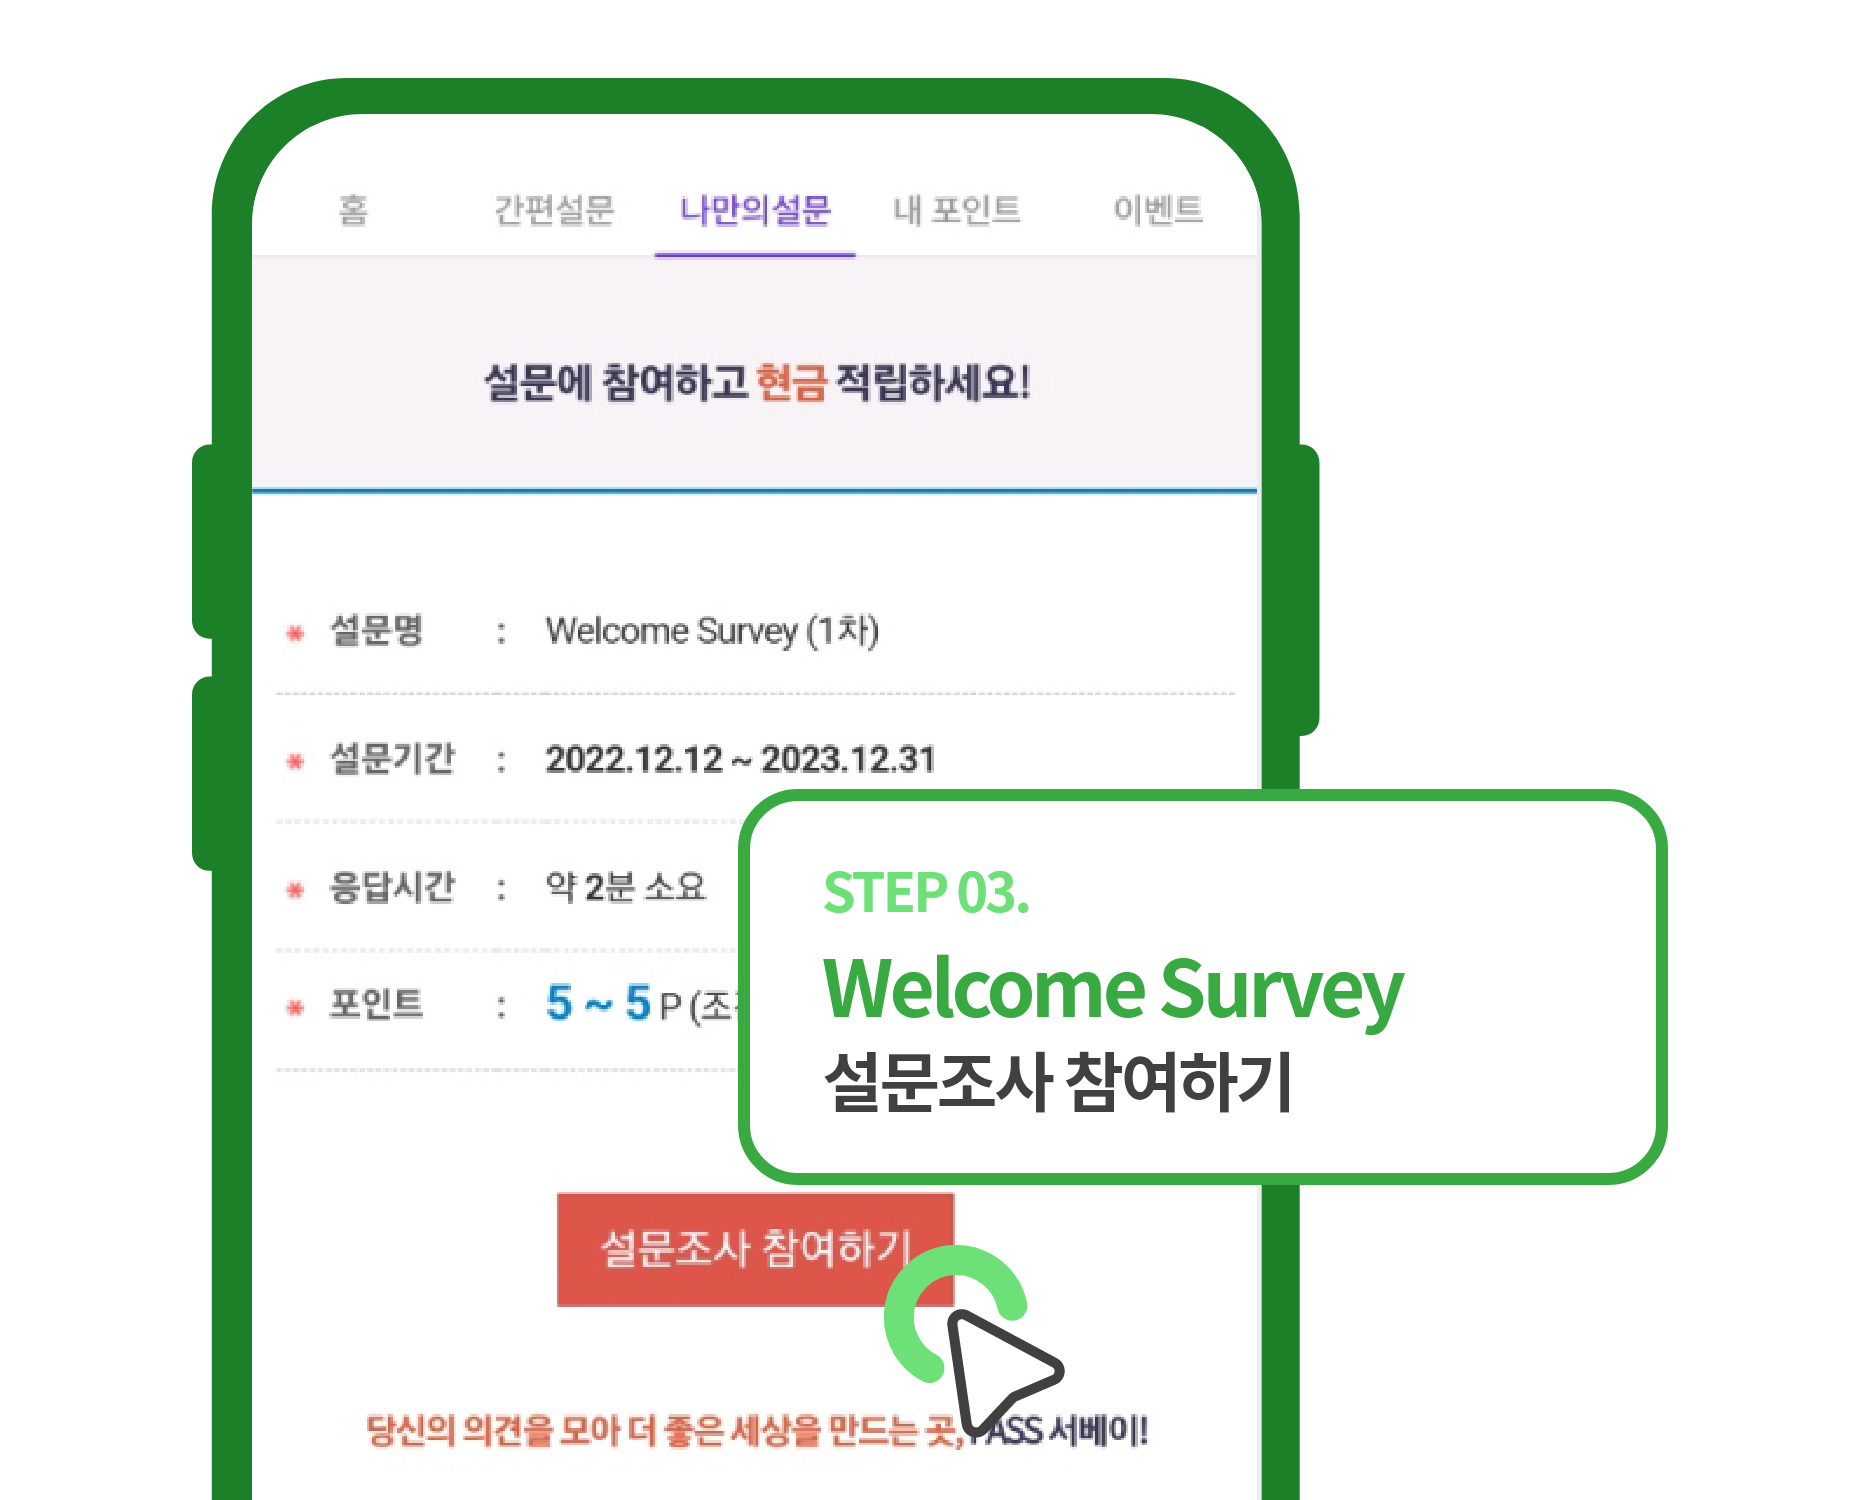 홈 간편설문 나만의설문 내 포인트 이벤트
설문에 참여하고 현금 적립하세요!
* 설문명 : Welcome Survey (1차)
* 설문기간 : 2022.12.12 ~ 2023.12.31
* 응답시간 : 약 2분 소요
* 포인트 : 5 ~ 5 P
STEP 03.
Welcome Survey
설문조사 참여하기
설문조사 참여하기
당신의 의견을 모아 더 좋은 세상을 만드는 곳, PASS 서베이!